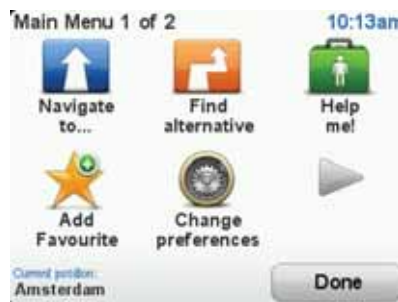 Main Menu 1 of 2
10:13am
Navigate
to...
Find
alternative
Help
me!
Add
Favourite
Change
preferences
Current position:
Amsterdam
Done